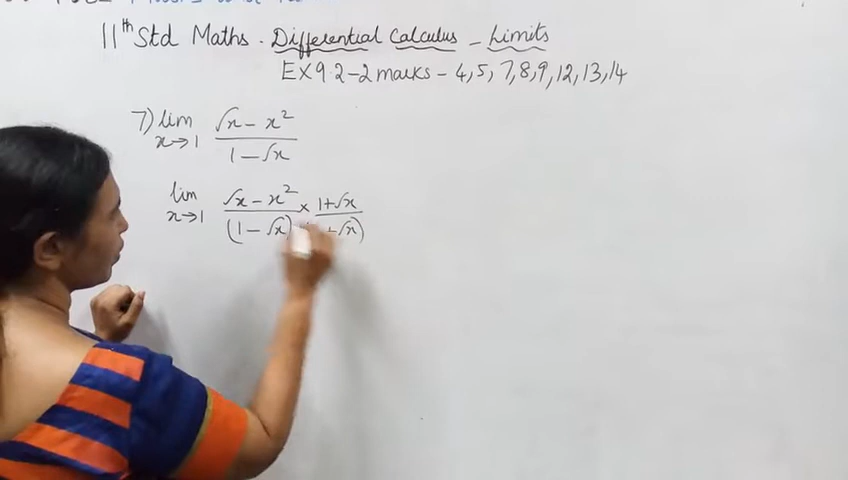 11th Std Maths. Differential Calculus - Limits
EX 9.2 - 2 marks - 4, 5, 7, 8, 9, 12, 13, 14
7) lim x→1 (√x - x²)/(1 - √x)
lim x→1 (√x - x²)/(1 - √x) × (1+√x)/(+√x)